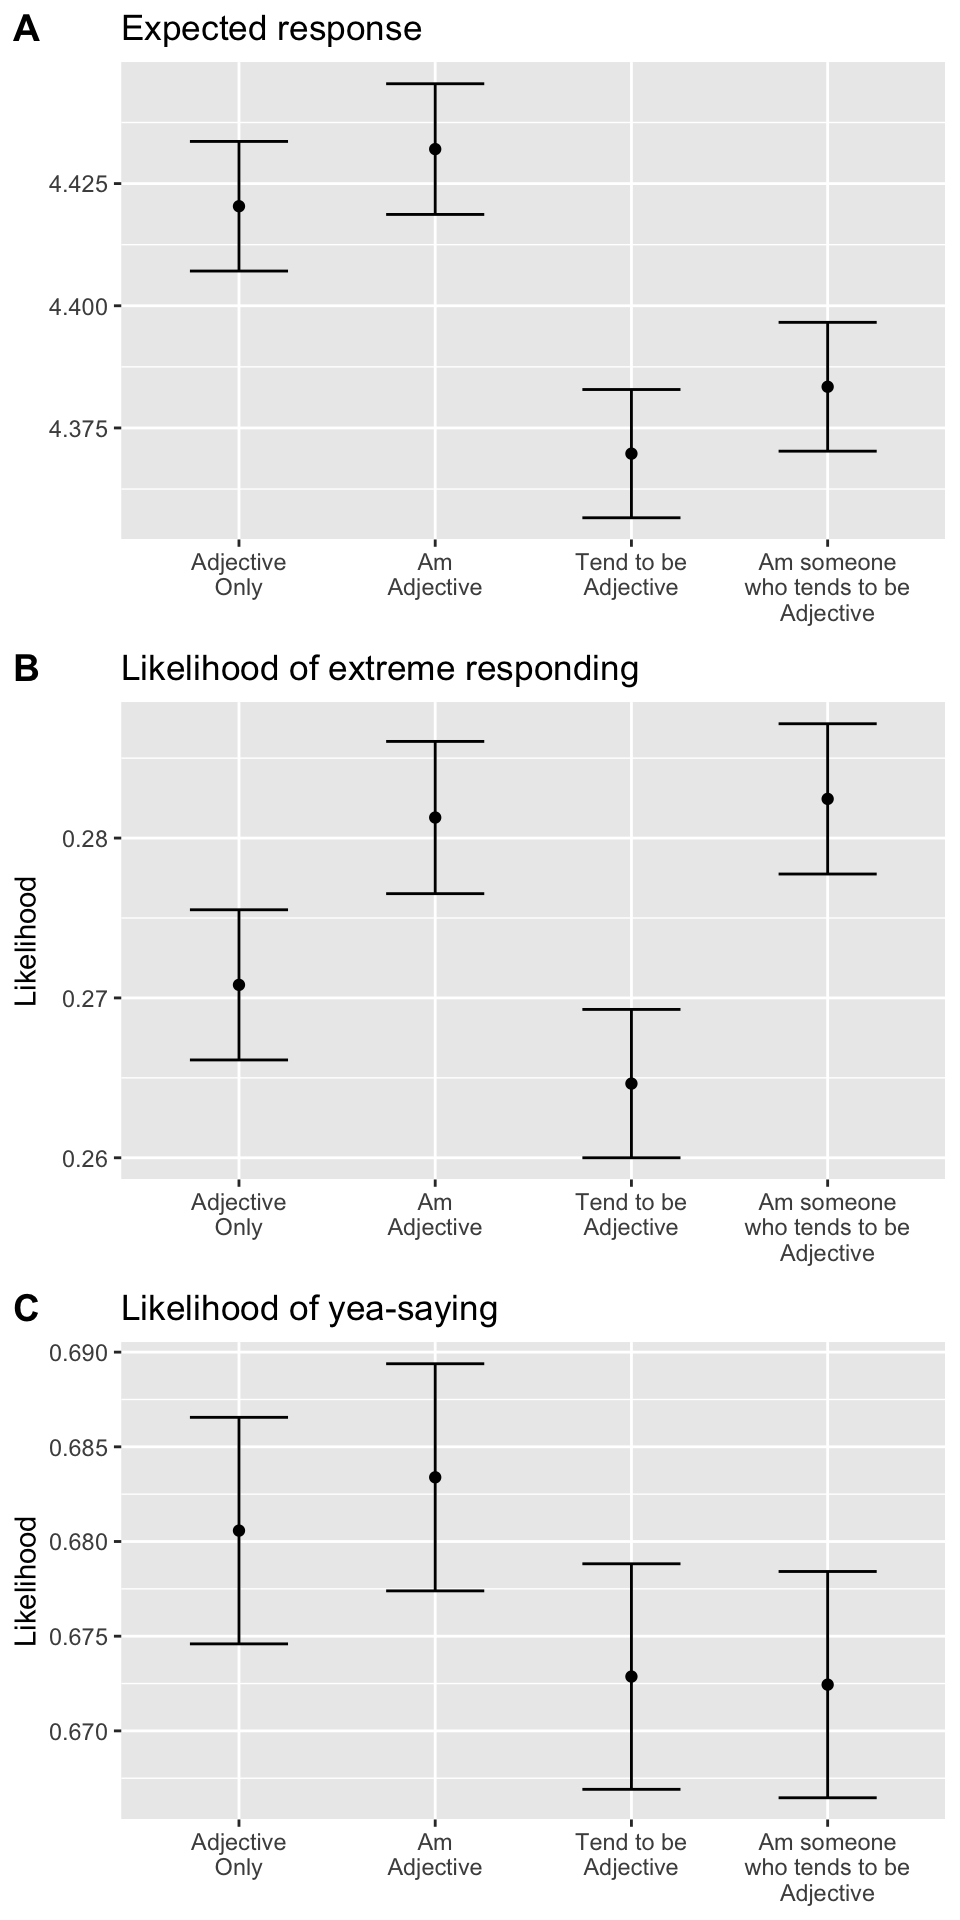 A Expected response
4.425
4.400
4.375
Adjective Only
Am Adjective
Tend to be Adjective
Am someone who tends to be Adjective
B Likelihood of extreme responding
Likelihood
0.28
0.27
0.26
Adjective Only
Am Adjective
Tend to be Adjective
Am someone who tends to be Adjective
C Likelihood of yea-saying
Likelihood
0.690
0.685
0.680
0.675
0.670
Adjective Only
Am Adjective
Tend to be Adjective
Am someone who tends to be Adjective